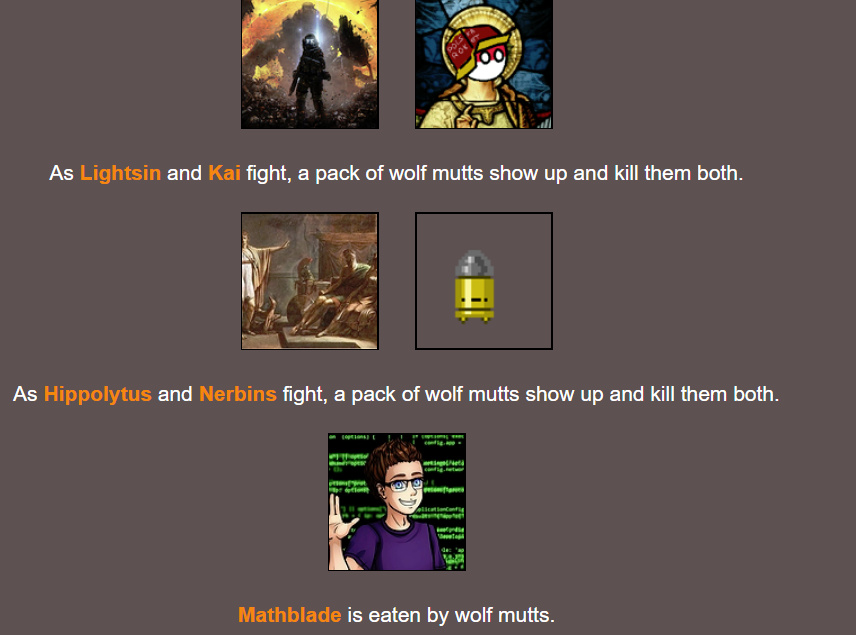 As Lightsin and Kai fight, a pack of wolf mutts show up and kill them both.
As Hippolytus and Nerbins fight, a pack of wolf mutts show up and kill them both.
Mathblade is eaten by wolf mutts.